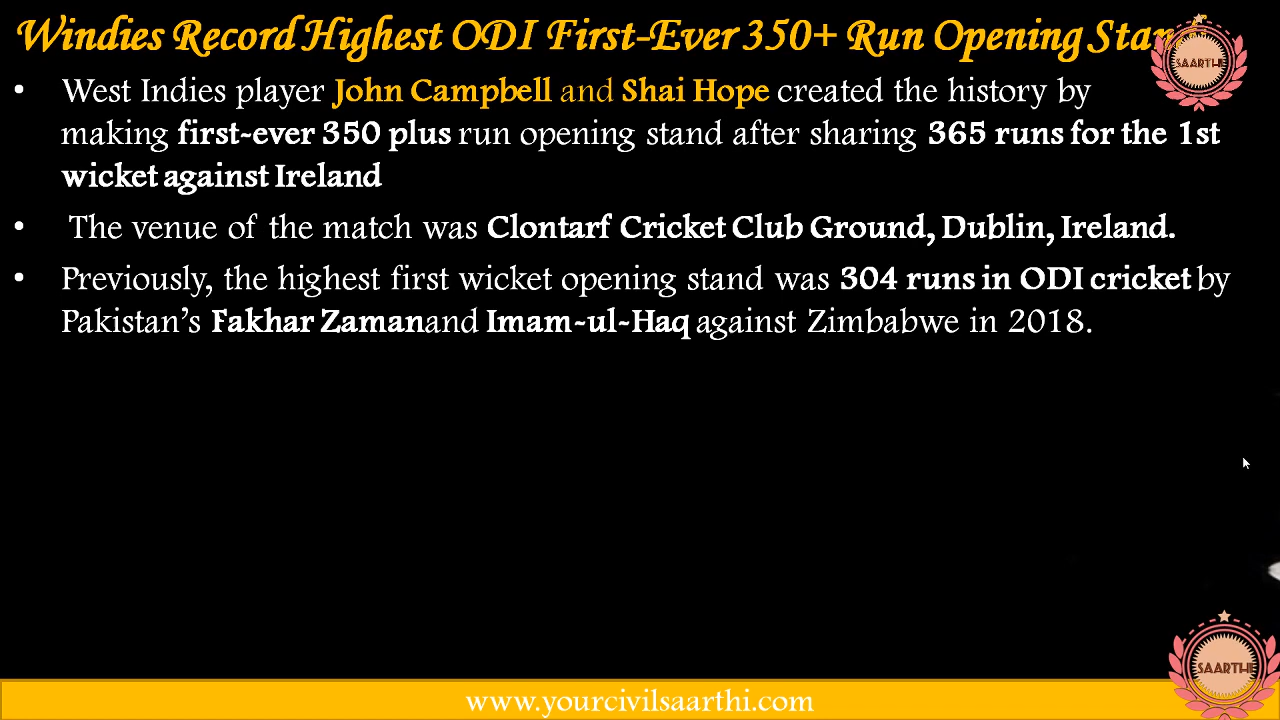 Windies Record Highest ODI First-Ever 350+ Run Opening Stand
SAARTHI
• West Indies player John Campbell and Shai Hope created the history by
making first-ever 350 plus run opening stand after sharing 365 runs for the 1st
wicket against Ireland
• The venue of the match was Clontarf Cricket Club Ground, Dublin, Ireland.
• Previously, the highest first wicket opening stand was 304 runs in ODI cricket by
Pakistan’s Fakhar Zamanand Imam-ul-Haq against Zimbabwe in 2018.
SAARTHI
www.yourcivilsaarthi.com